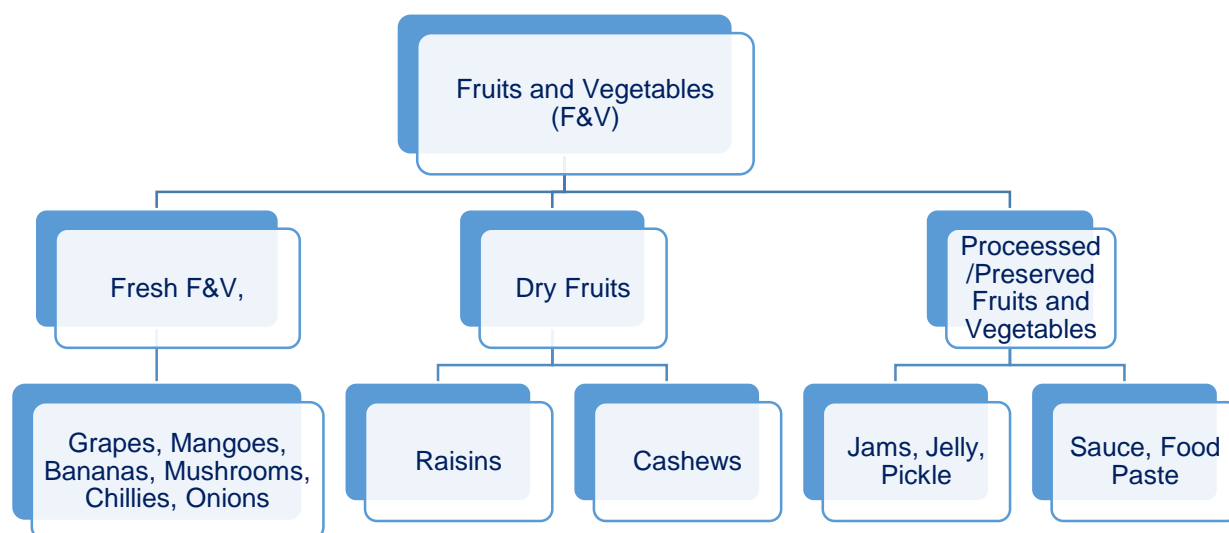 Fruits and Vegetables
(F&V)
Fresh F&V,
Dry Fruits
Proceessed
/Preserved
Fruits and
Vegetables
Grapes, Mangoes,
Bananas, Mushrooms,
Chillies, Onions
Raisins
Cashews
Jams, Jelly,
Pickle
Sauce, Food
Paste